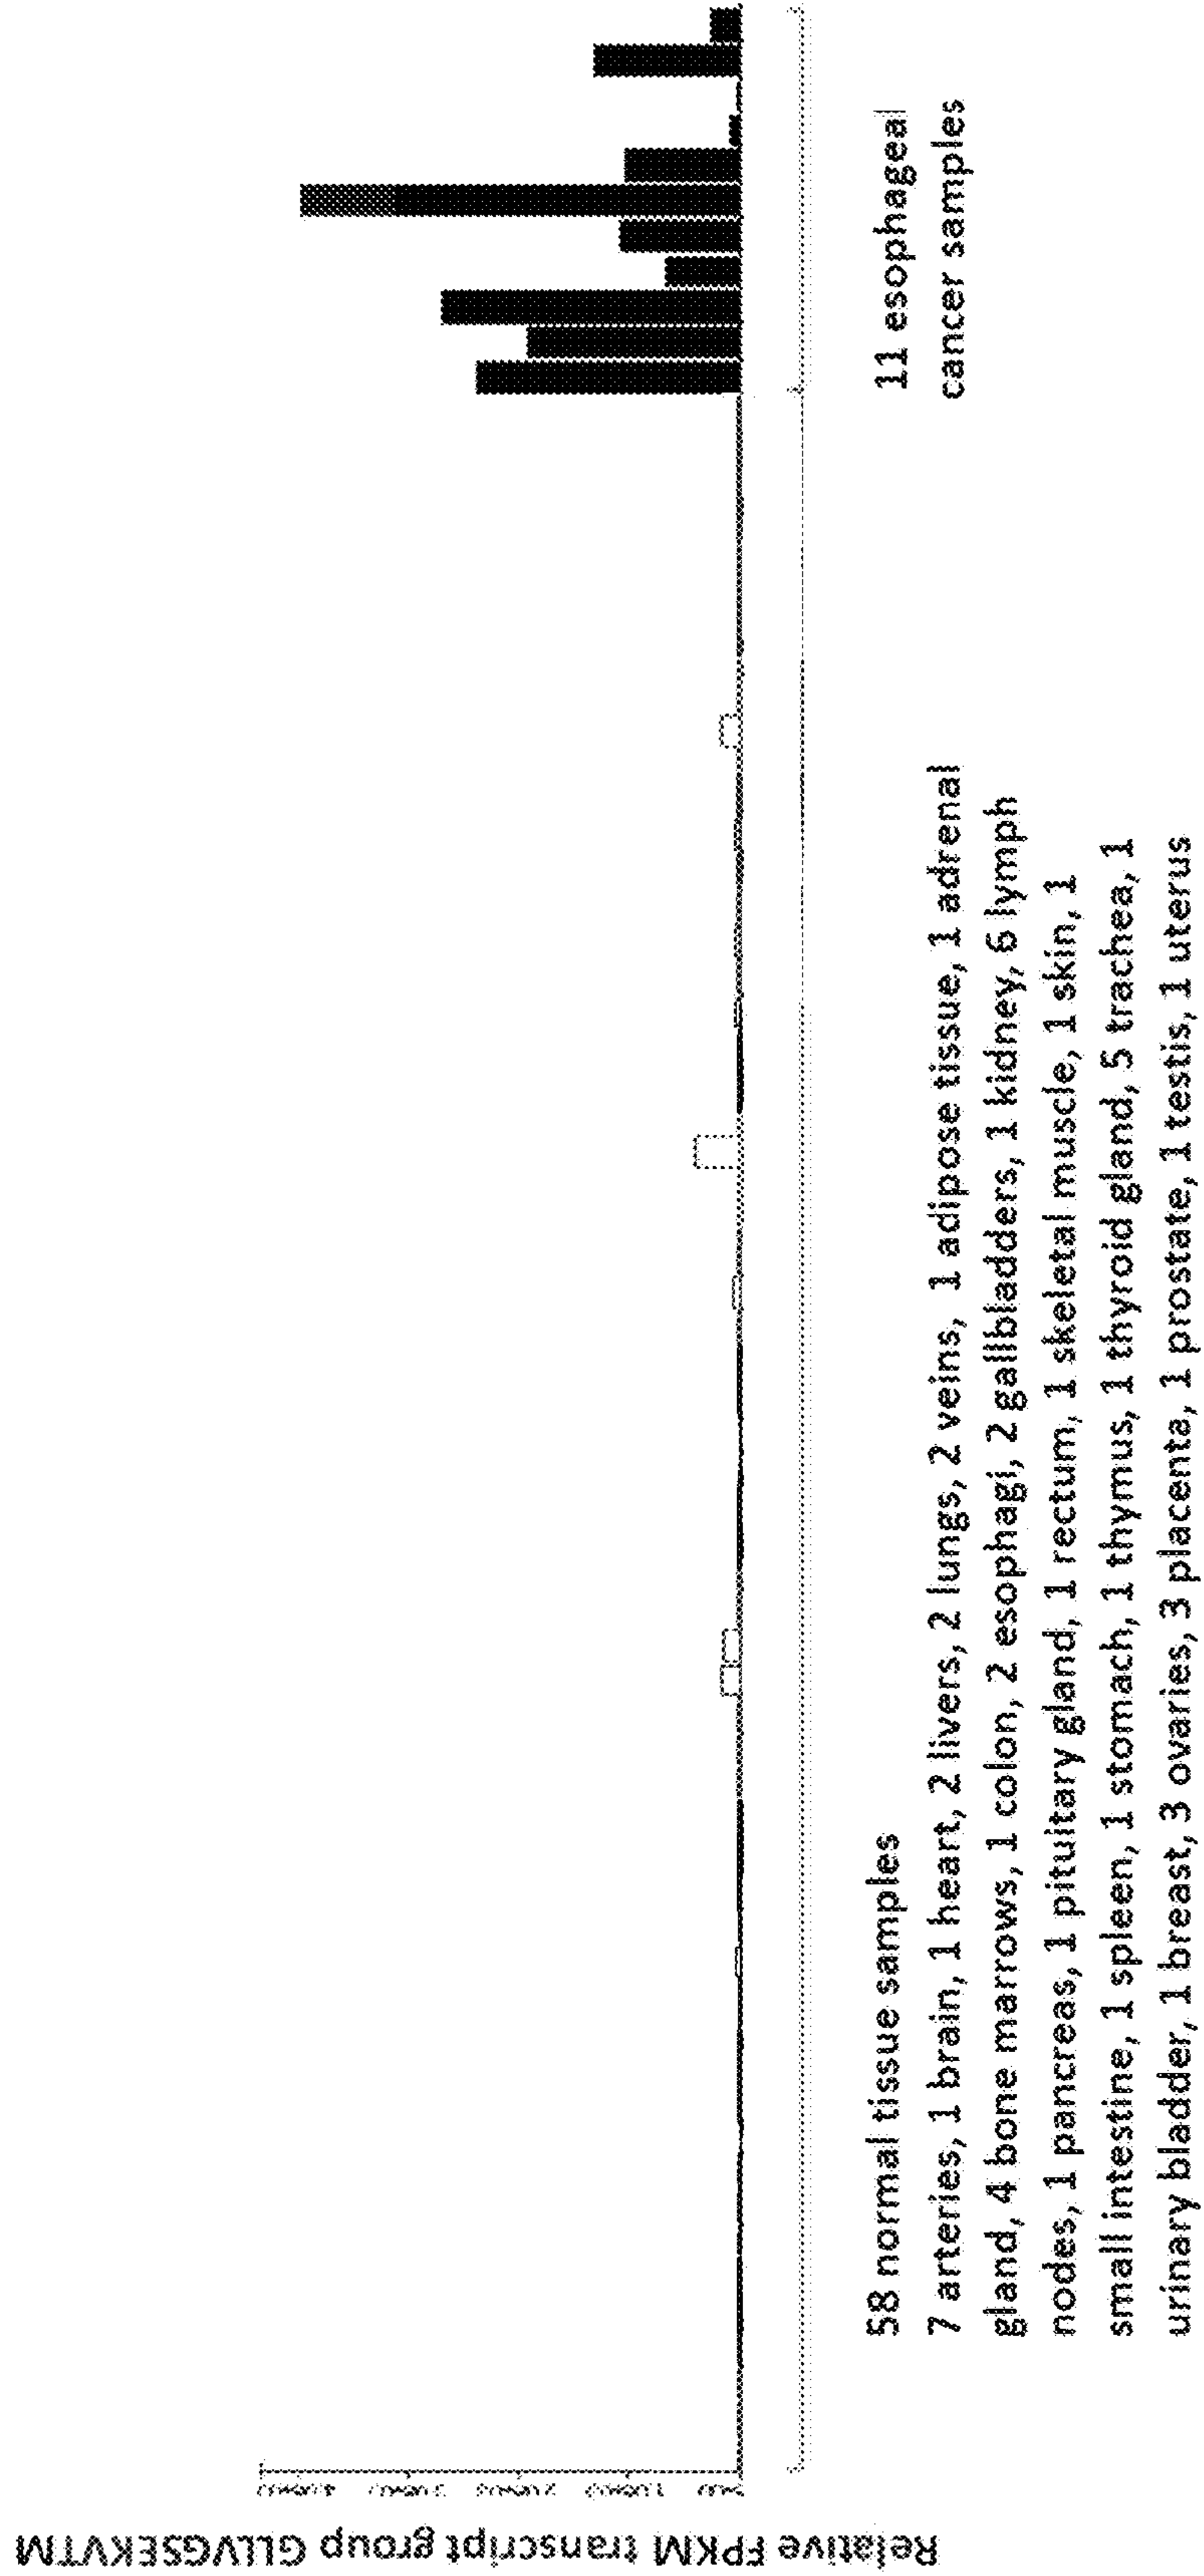 Relative FPKM transcript group GLLVGSEKVTM
58 normal tissue samples
7 arteries, 1 brain, 1 heart, 2 livers, 2 lungs, 2 veins, 1 adipose tissue, 1 adrenal
gland, 4 bone marrows, 1 colon, 2 esophagi, 2 gallbladders, 1 kidney, 6 lymph
nodes, 1 pancreas, 1 pituitary gland, 1 rectum, 1 skeletal muscle, 1 skin, 1
small intestine, 1 spleen, 1 stomach, 1 thymus, 1 thyroid gland, 5 trachea, 1
urinary bladder, 1 breast, 3 ovaries, 3 placenta, 1 prostate, 1 testis, 1 uterus
11 esophageal
cancer samples